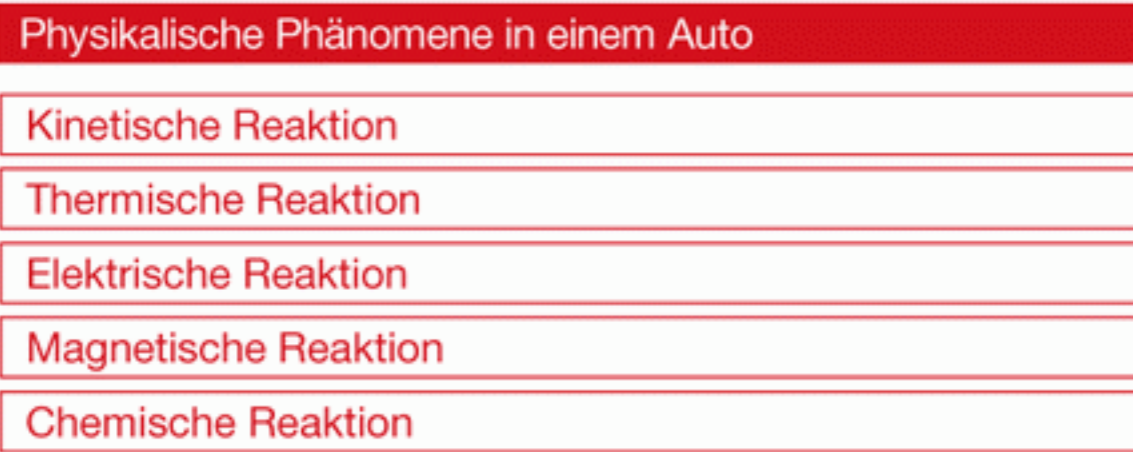 Physikalische Phänomene in einem Auto
Kinetische Reaktion
Thermische Reaktion
Elektrische Reaktion
Magnetische Reaktion
Chemische Reaktion